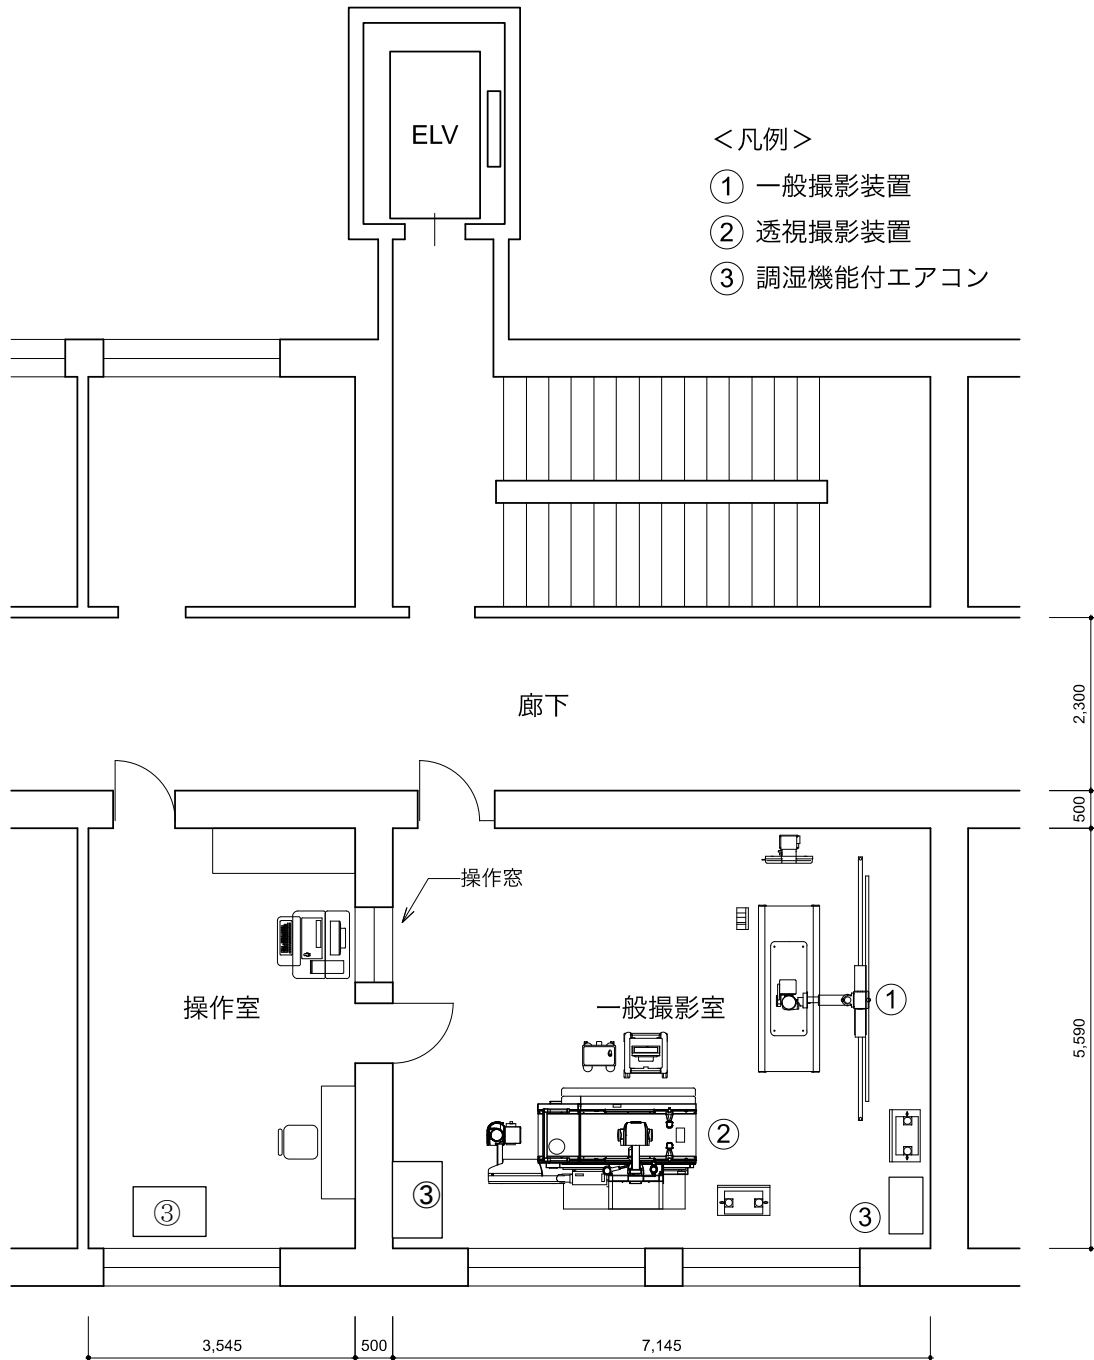 ELV
＜凡例＞
① 一般撮影装置
② 透視撮影装置
③ 調湿機能付エアコン
廊下
2,300
500
操作窓
操作室
一般撮影室
①
5,590
②
③
③
③
3,545
500
7,145